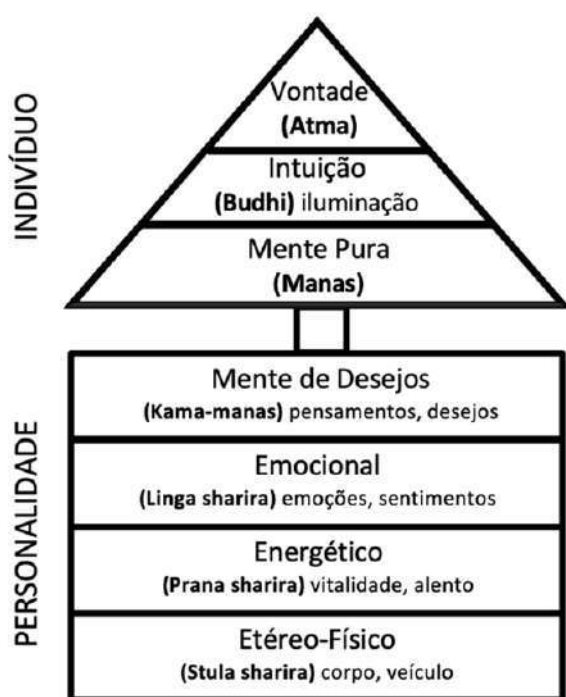 INDIVÍDUO
Vontade
(Atma)
Intuição
(Budhi) iluminação
Mente Pura
(Manas)
PERSONALIDADE
Mente de Desejos
(Kama-manas) pensamentos, desejos
Emocional
(Linga sharira) emoções, sentimentos
Energético
(Prana sharira) vitalidade, alento
Etéreo-Físico
(Stula sharira) corpo, veículo